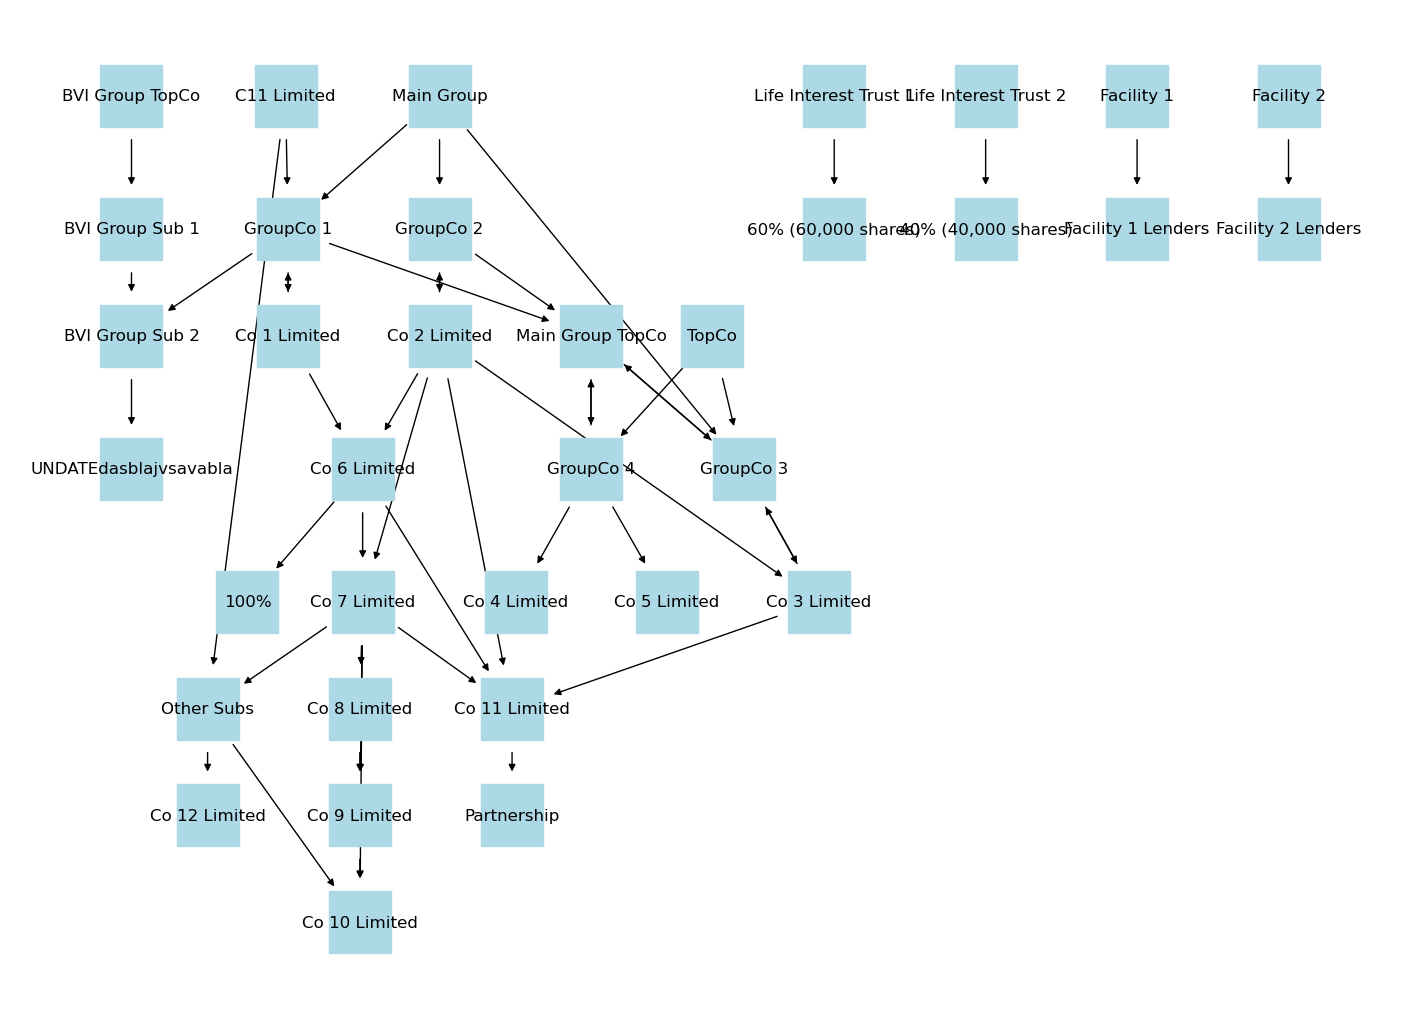 BVI Group TopCo
C11 Limited
Main Group
Life Interest Trust 1
Life Interest Trust 2
Facility 1
Facility 2
BVI Group Sub 1
GroupCo 1
GroupCo 2
60% (60,000 shares)
40% (40,000 shares)
Facility 1 Lenders
Facility 2 Lenders
BVI Group Sub 2
Co 1 Limited
Co 2 Limited
Main Group TopCo
TopCo
UNDATEdasblajvsavabla
Co 6 Limited
GroupCo 4
GroupCo 3
100%
Co 7 Limited
Co 4 Limited
Co 5 Limited
Co 3 Limited
Other Subs
Co 8 Limited
Co 11 Limited
Co 12 Limited
Co 9 Limited
Partnership
Co 10 Limited